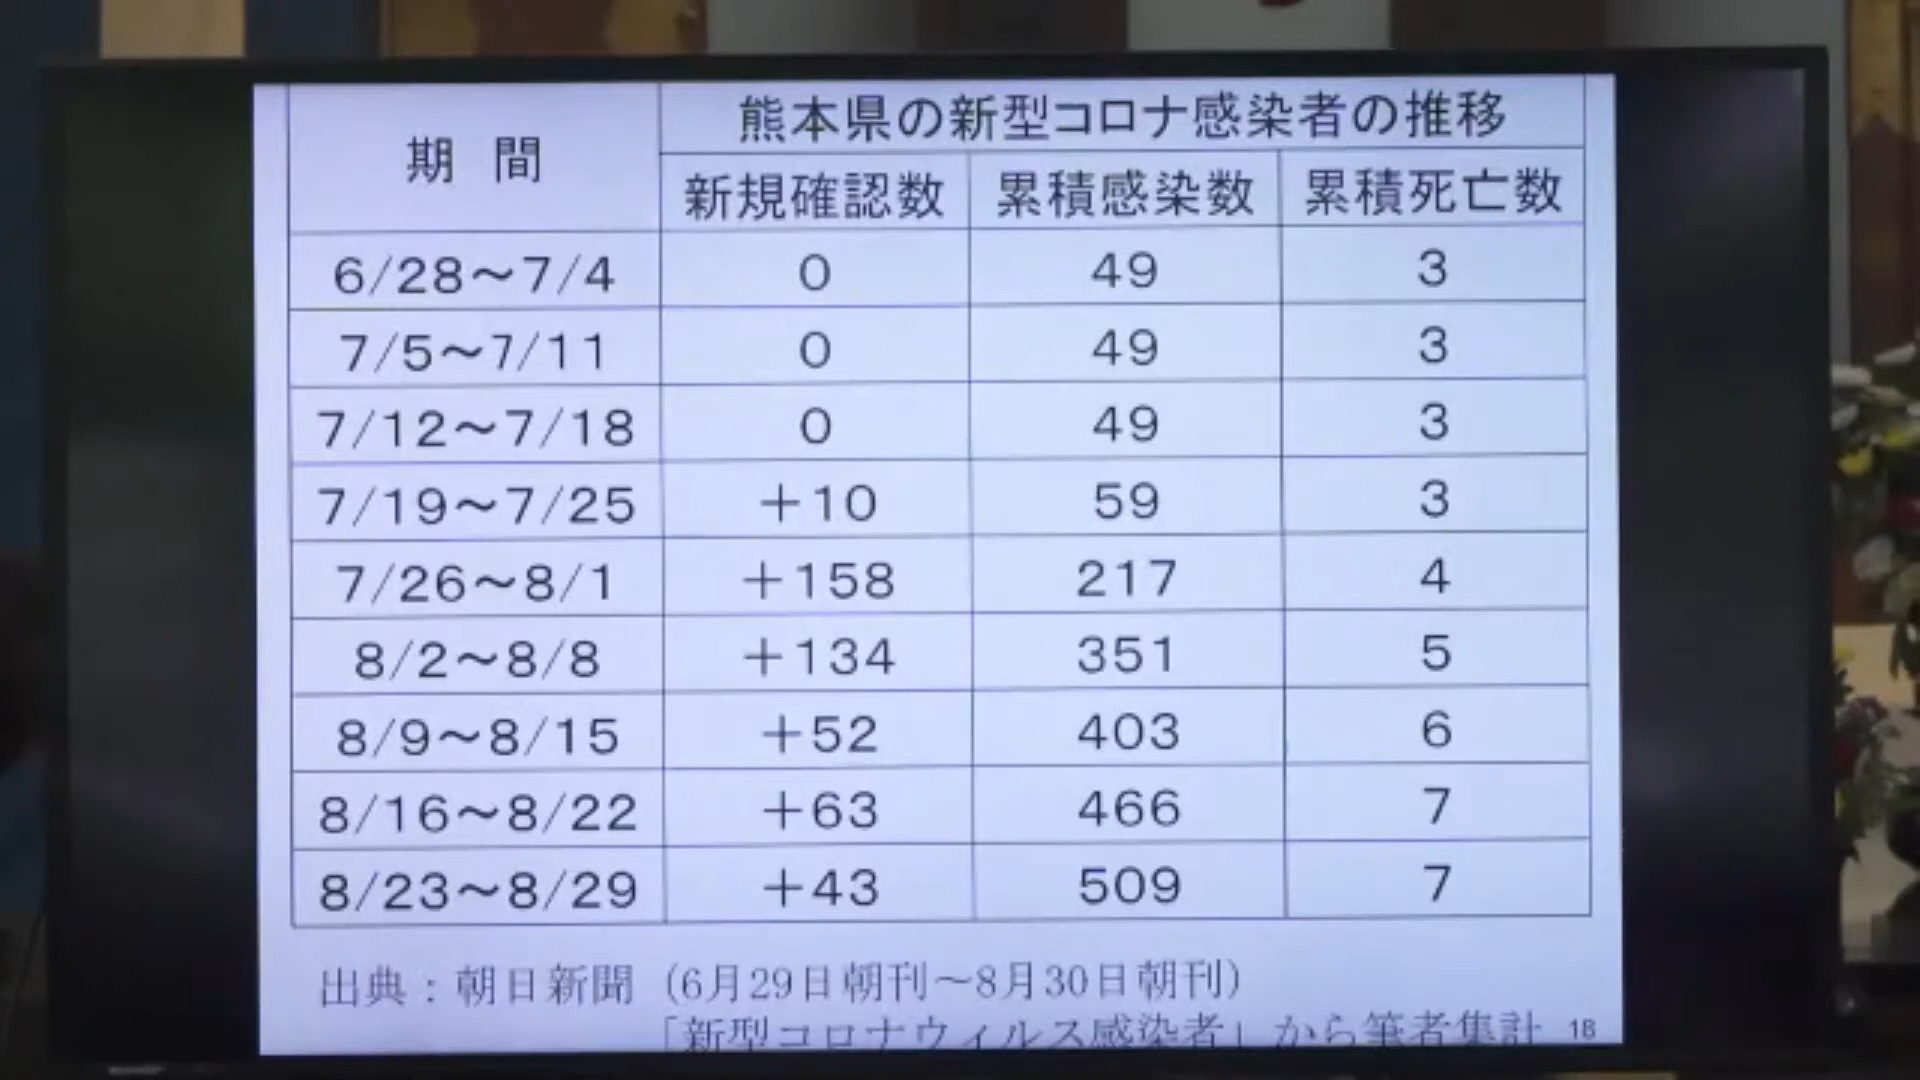 期 間 熊本県の新型コロナ感染者の推移
新規確認数 累積感染数 累積死亡数
6/28～7/4 0 49 3
7/5～7/11 0 49 3
7/12～7/18 0 49 3
7/19～7/25 ＋10 59 3
7/26～8/1 ＋158 217 4
8/2～8/8 ＋134 351 5
8/9～8/15 ＋52 403 6
8/16～8/22 ＋63 466 7
8/23～8/29 ＋43 509 7
出典：朝日新聞（6月29日朝刊～8月30日朝刊）
「新型コロナウィルス感染者」から筆者集計 18